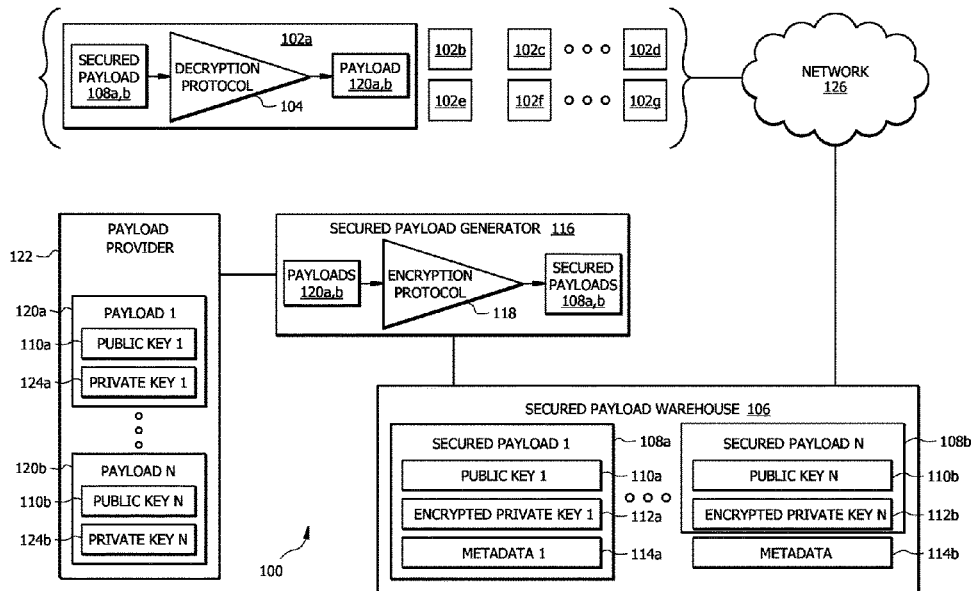 102a
SECURED
PAYLOAD
108a,b
DECRYPTION
PROTOCOL
104
PAYLOAD
120a,b
102b
102c
102d
102e
102f
102g
NETWORK
126
122
PAYLOAD
PROVIDER
120a
PAYLOAD 1
110a
PUBLIC KEY 1
124a
PRIVATE KEY 1
120b
PAYLOAD N
110b
PUBLIC KEY N
124b
PRIVATE KEY N
SECURED PAYLOAD GENERATOR 116
PAYLOADS
120a,b
ENCRYPTION
PROTOCOL
118
SECURED
PAYLOADS
108a,b
SECURED PAYLOAD WAREHOUSE 106
SECURED PAYLOAD 1
108a
PUBLIC KEY 1
110a
ENCRYPTED PRIVATE KEY 1
112a
METADATA 1
114a
SECURED PAYLOAD N
108b
PUBLIC KEY N
110b
ENCRYPTED PRIVATE KEY N
112b
METADATA
114b
100